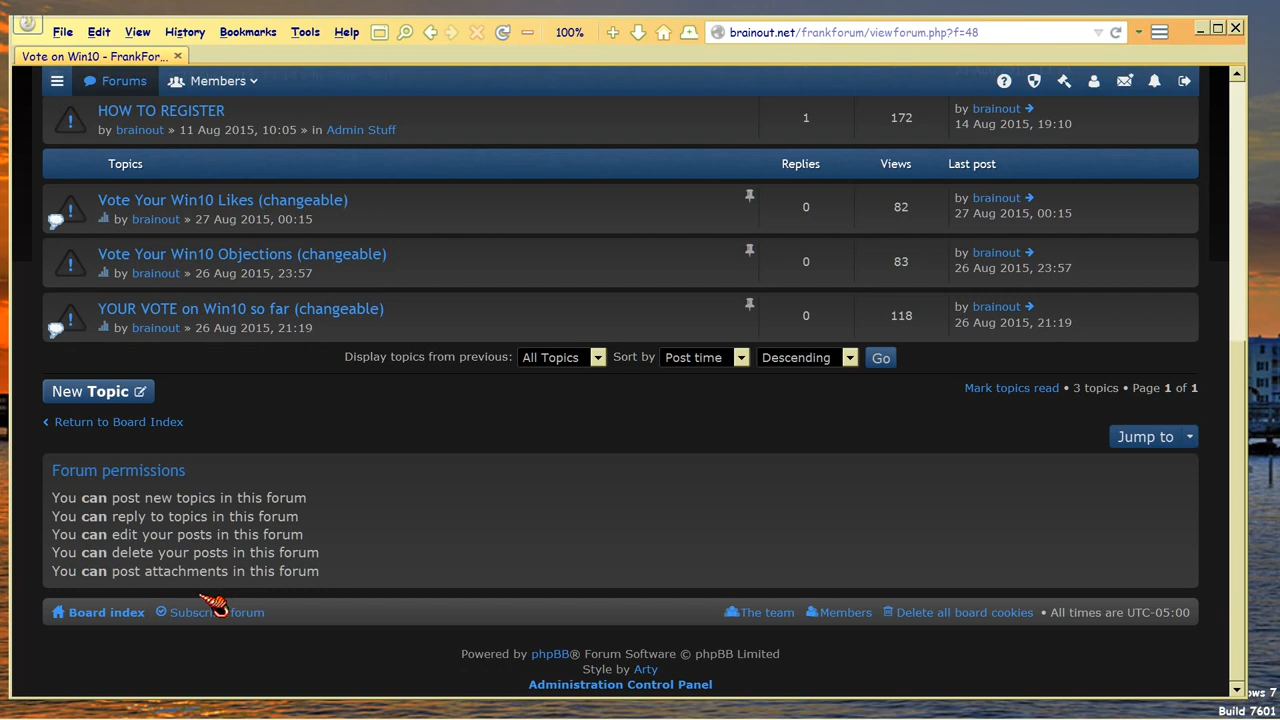 File Edit View History Bookmarks Tools Help 100% brainout.net/frankforum/viewforum.php?f=48
Vote on Win10 - FrankFor... ×
Forums Members
HOW TO REGISTER
by brainout » 11 Aug 2015, 10:05 » in Admin Stuff
1 172
by brainout
14 Aug 2015, 19:10
Topics Replies Views Last post
Vote Your Win10 Likes (changeable)
by brainout » 27 Aug 2015, 00:15
0 82
by brainout
27 Aug 2015, 00:15
Vote Your Win10 Objections (changeable)
by brainout » 26 Aug 2015, 23:57
0 83
by brainout
26 Aug 2015, 23:57
YOUR VOTE on Win10 so far (changeable)
by brainout » 26 Aug 2015, 21:19
0 118
by brainout
26 Aug 2015, 21:19
Display topics from previous: All Topics Sort by Post time Descending Go
New Topic
Mark topics read • 3 topics • Page 1 of 1
Return to Board Index
Jump to
Forum permissions
You can post new topics in this forum
You can reply to topics in this forum
You can edit your posts in this forum
You can delete your posts in this forum
You can post attachments in this forum
Board index forum The team Members Delete all board cookies • All times are UTC-05:00
Powered by phpBB® Forum Software © phpBB Limited
Style by Arty
Administration Control Panel
ows 7
Build 7601